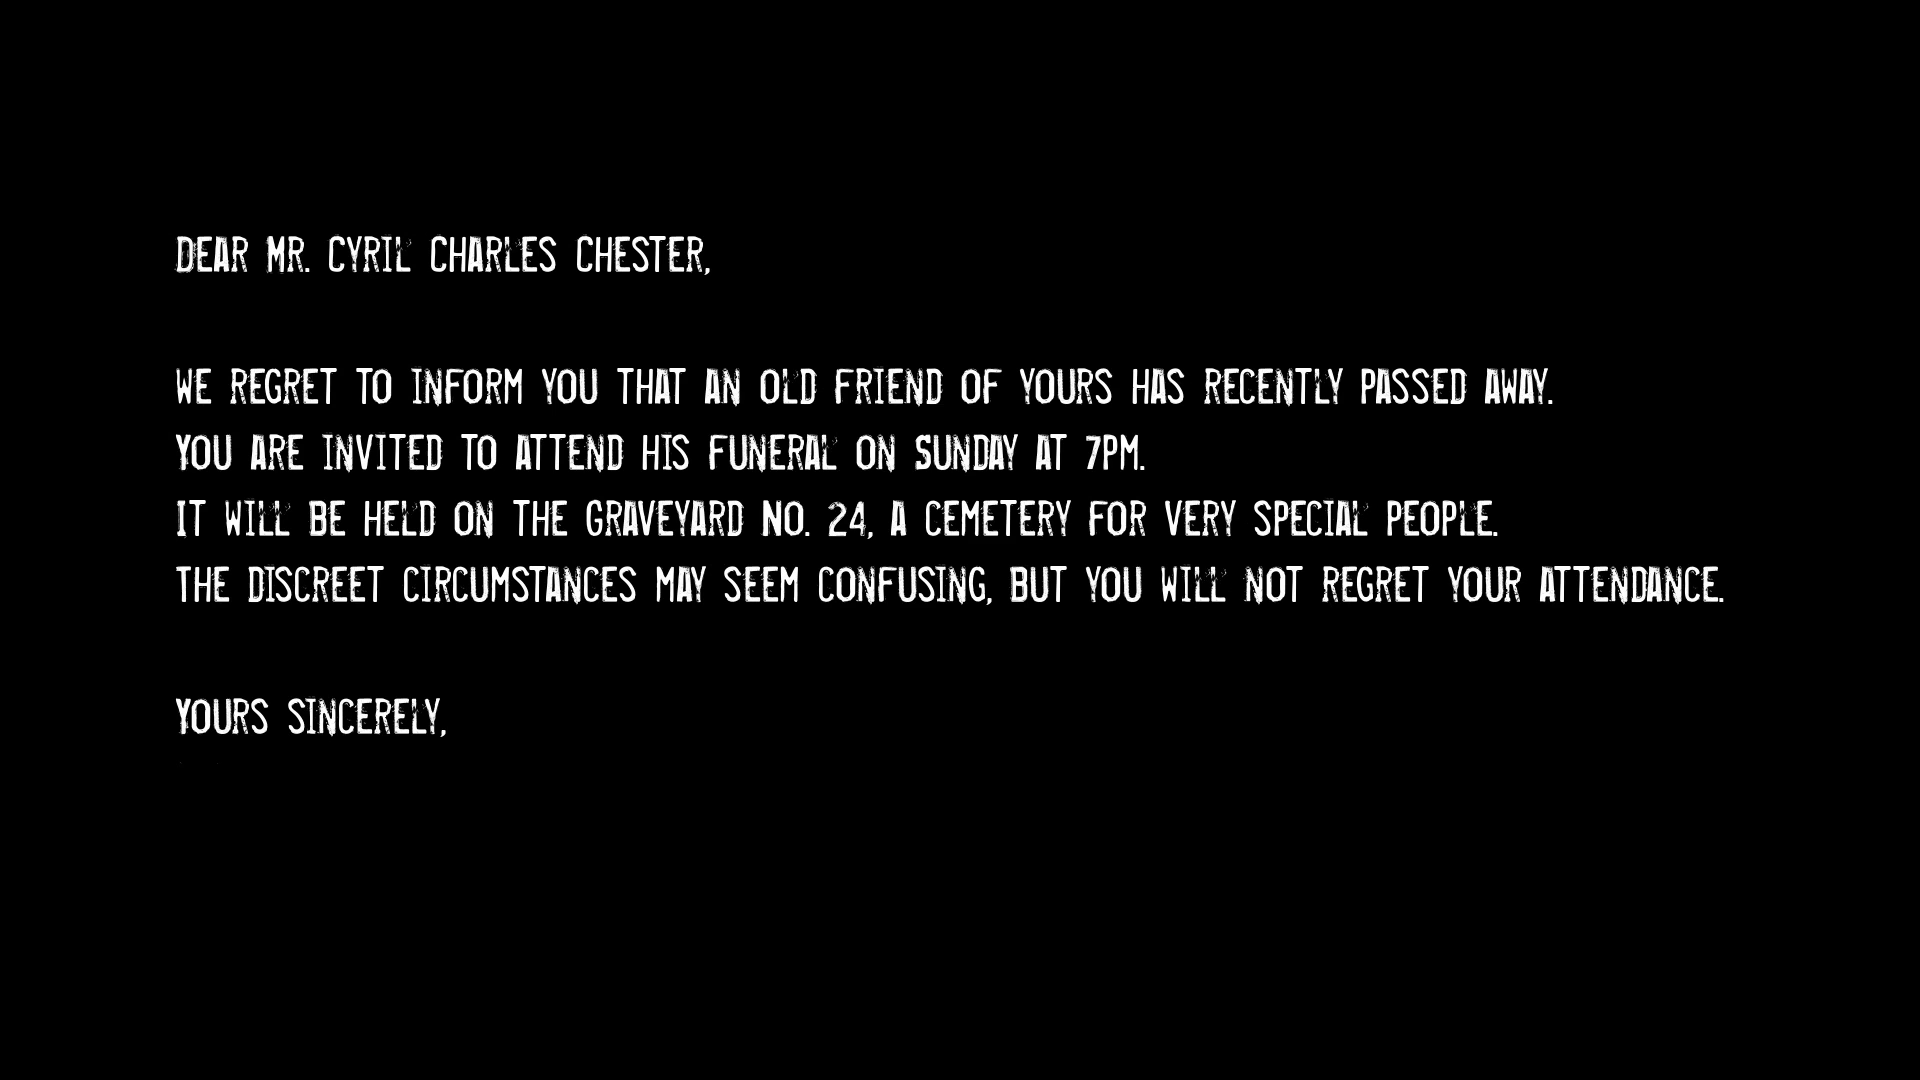 DEAR MR. CYRIL CHARLES CHESTER,
WE REGRET TO INFORM YOU THAT AN OLD FRIEND OF YOURS HAS RECENTLY PASSED AWAY.
YOU ARE INVITED TO ATTEND HIS FUNERAL ON SUNDAY AT 7PM.
IT WILL BE HELD ON THE GRAVEYARD NO. 24, A CEMETERY FOR VERY SPECIAL PEOPLE.
THE DISCREET CIRCUMSTANCES MAY SEEM CONFUSING, BUT YOU WILL NOT REGRET YOUR ATTENDANCE.
YOURS SINCERELY,